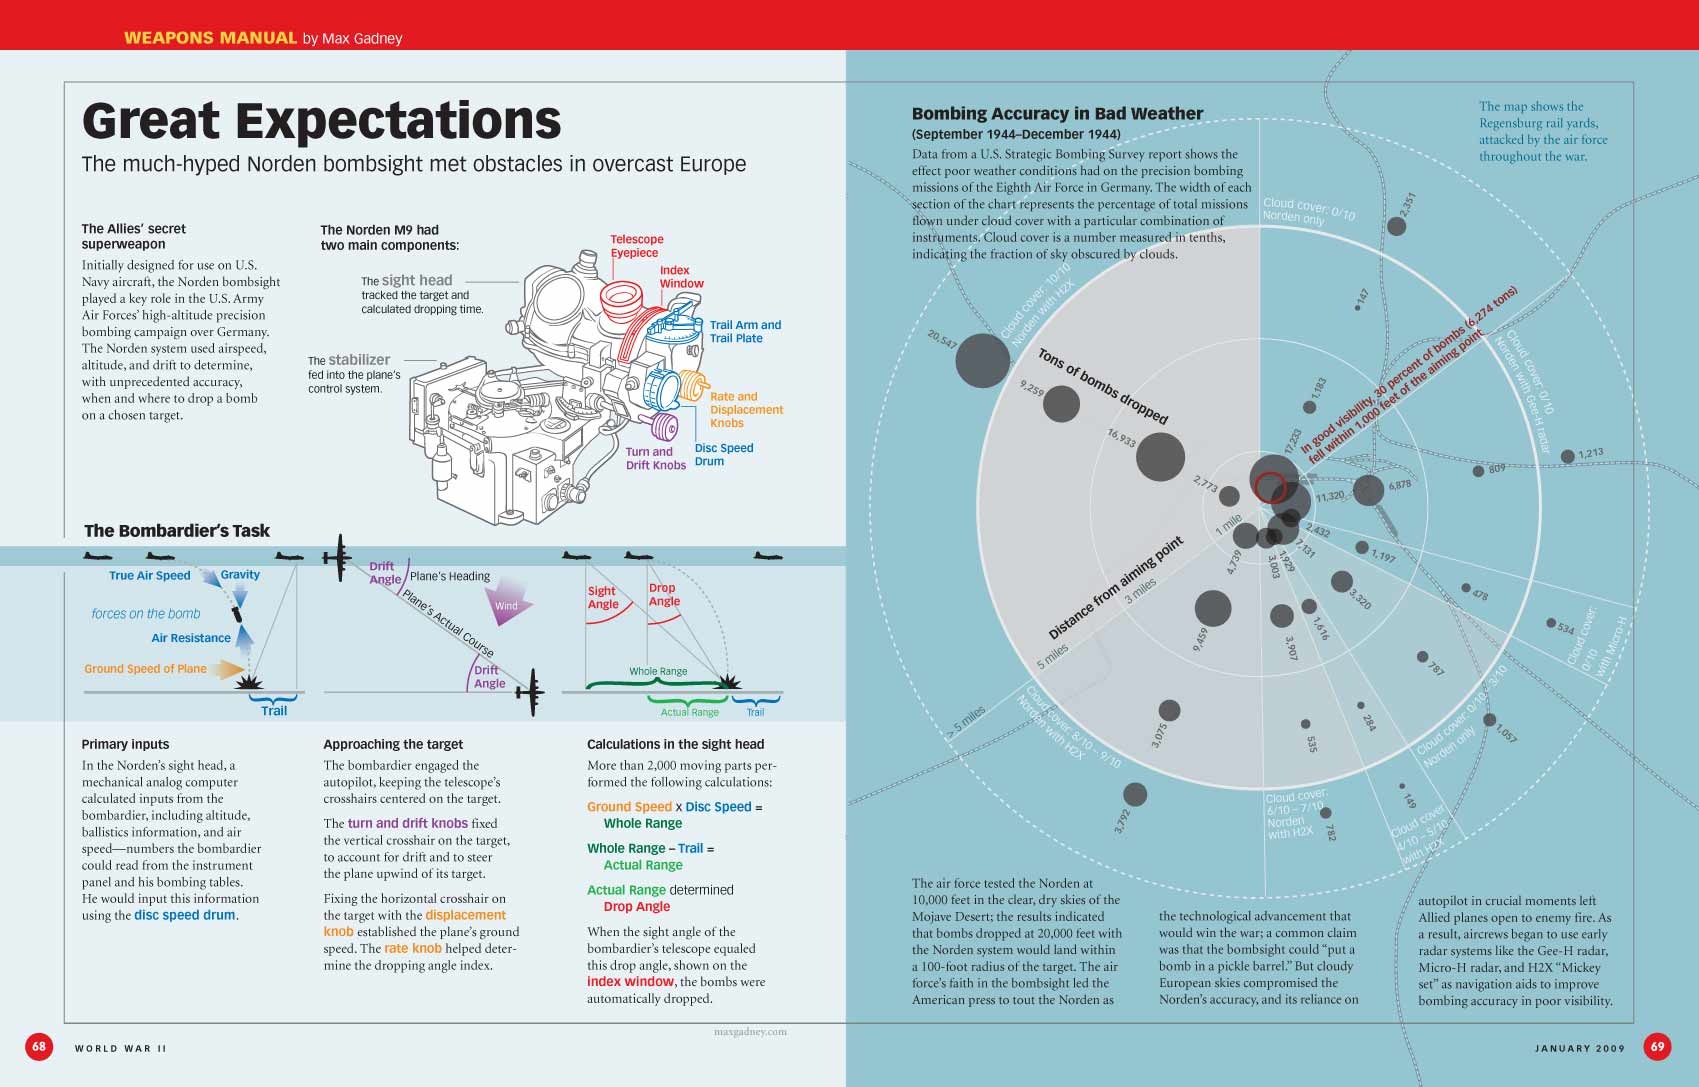 WEAPONS MANUAL by Max Gadney
Great Expectations
The much-hyped Norden bombsight met obstacles in overcast Europe
The Allies' secret
superweapon
Initially designed for use on U.S.
Navy aircraft, the Norden bombsight
played a key role in the U.S. Army
Air Forces' high-altitude precision
bombing campaign over Germany.
The Norden system used airspeed,
altitude, and drift to determine,
with unprecedented accuracy,
when and where to drop a bomb
on a chosen target.
The Norden M9 had
two main components:
The sight head
tracked the target and
calculated dropping time.
The stabilizer
fed into the plane's
control system.
Telescope
Eyepiece
Index
Window
Trail Arm and
Trail Plate
Rate and
Displacement
Knobs
Disc Speed
Drum
Turn and
Drift Knobs
The Bombardier's Task
True Air Speed
Gravity
forces on the bomb
Air Resistance
Ground Speed of Plane
Trail
Drift
Angle
Plane's Heading
Plane's Actual Course
Wind
Drift
Angle
Sight
Angle
Drop
Angle
Whole Range
Actual Range
Trail
Primary inputs
In the Norden's sight head, a
mechanical analog computer
calculated inputs from the
bombardier, including altitude,
ballistics information, and air
speed—numbers the bombardier
could read from the instrument
panel and his bombing tables.
He would input this information
using the disc speed drum.
Approaching the target
The bombardier engaged the
autopilot, keeping the telescope's
crosshairs centered on the target.
The turn and drift knobs fixed
the vertical crosshair on the target,
to account for drift and to steer
the plane upwind of its target.
Fixing the horizontal crosshair on
the target with the displacement
knob established the plane's ground
speed. The rate knob helped deter-
mine the dropping angle index.
Calculations in the sight head
More than 2,000 moving parts per-
formed the following calculations:
Ground Speed x Disc Speed =
Whole Range
Whole Range – Trail =
Actual Range
Actual Range determined
Drop Angle
When the sight angle of the
bombardier's telescope equaled
this drop angle, shown on the
index window, the bombs were
automatically dropped.
maxgadney.com
68
WORLD WAR II
Bombing Accuracy in Bad Weather
(September 1944–December 1944)
Data from a U.S. Strategic Bombing Survey report shows the
effect poor weather conditions had on the precision bombing
missions of the Eighth Air Force in Germany. The width of each
section of the chart represents the percentage of total missions
flown under cloud cover with a particular combination of
instruments. Cloud cover is a number measured in tenths,
indicating the fraction of sky obscured by clouds.
The map shows the
Regensburg rail yards,
attacked by the air force
throughout the war.
Cloud cover: 0/10
Norden only
2,351
147
1,183
17,233
In good visibility, 30 percent of bombs (6,274 tons)
fell within 1,000 feet of the aiming point
Cloud cover: 0/10
Norden with Gee-H radar
1,213
809
6,878
11,320
Cloud cover: 10/10
Norden with H2X
20,547
9,259
16,933
2,773
Tons of bombs dropped
Distance from aiming point
1 mile
3 miles
5 miles
> 5 miles
2,432
1,197
478
534
Cloud cover:
0/10
with Micro-H
7,131
3,320
787
1,057
Cloud cover: 0/10 – 3/10
Norden only
1,929
1,616
284
149
Cloud cover
4/10 – 5/10
with H2X
3,003
3,907
535
782
Cloud cover:
6/10 – 7/10
Norden
with H2X
4,739
9,459
3,075
3,792
Cloud cover: 8/10 – 9/10
Norden with H2X
The air force tested the Norden at
10,000 feet in the clear, dry skies of the
Mojave Desert; the results indicated
that bombs dropped at 20,000 feet with
the Norden system would land within
a 100-foot radius of the target. The air
force's faith in the bombsight led the
American press to tout the Norden as
the technological advancement that
would win the war; a common claim
was that the bombsight could "put a
bomb in a pickle barrel." But cloudy
European skies compromised the
Norden's accuracy, and its reliance on
autopilot in crucial moments left
Allied planes open to enemy fire. As
a result, aircrews began to use early
radar systems like the Gee-H radar,
Micro-H radar, and H2X "Mickey
set" as navigation aids to improve
bombing accuracy in poor visibility.
JANUARY 2009
69